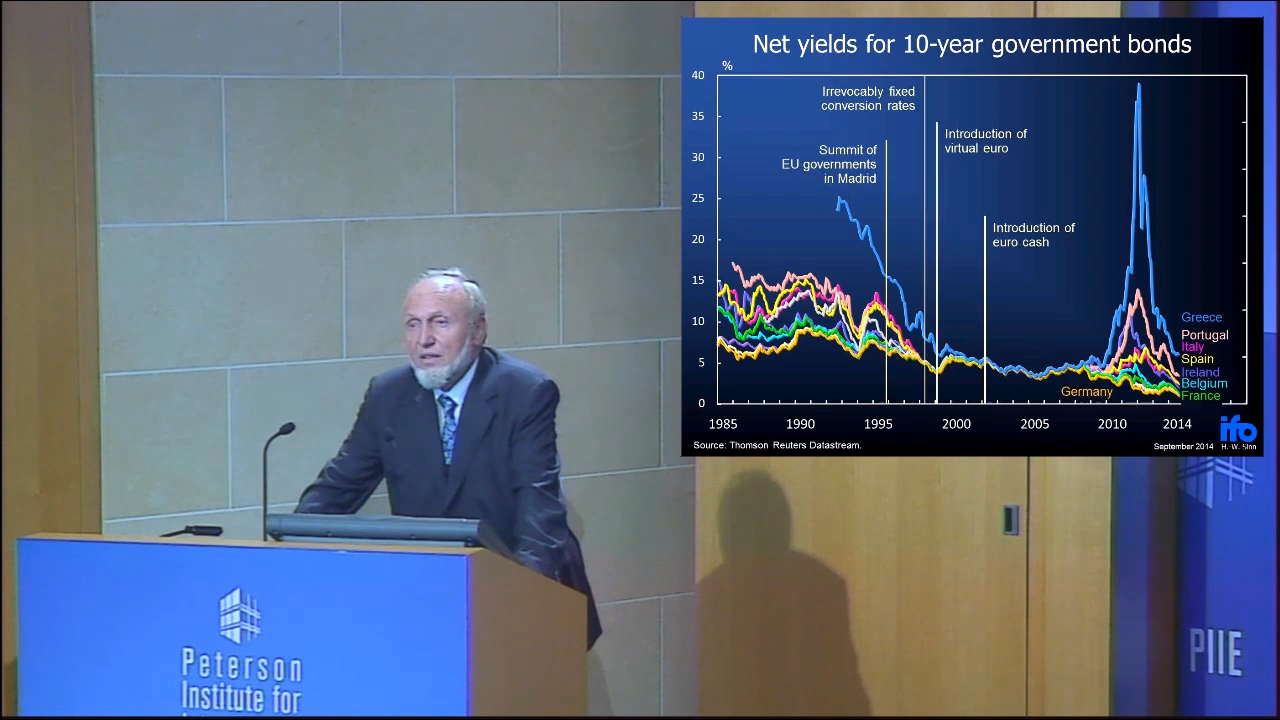 Net yields for 10-year government bonds
%
40
35
30
25
20
15
10
5
0
Irrevocably fixed
conversion rates
Summit of
EU governments
in Madrid
Introduction of
virtual euro
Introduction of
euro cash
Greece
Portugal
Italy
Spain
Ireland
Belgium
France
Germany
1985 1990 1995 2000 2005 2010 2014
Source: Thomson Reuters Datastream.
September 2014
ifo
H.-W. Sinn
Peterson
Institute for
PIIE